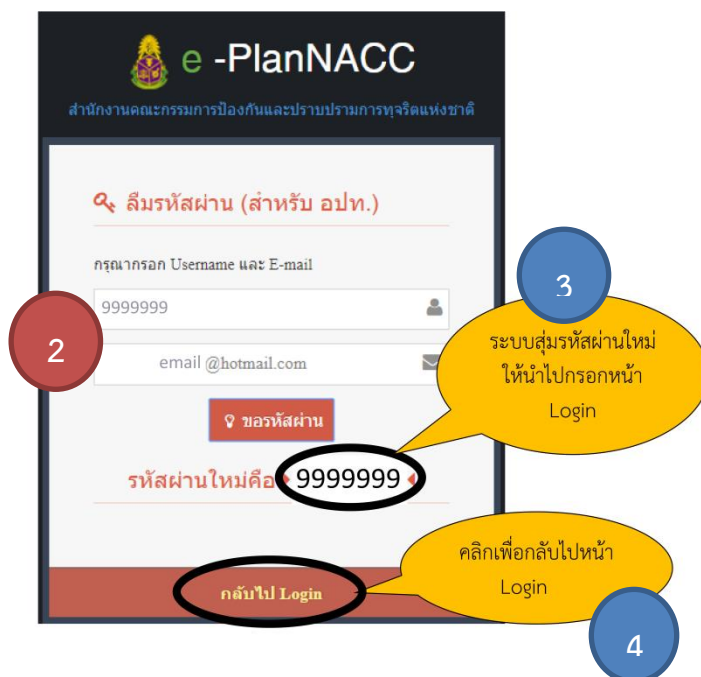 e -PlanNACC
สำนักงานคณะกรรมการป้องกันและปราบปรามการทุจริตแห่งชาติ
ลืมรหัสผ่าน (สำหรับ อปท.)
กรุณากรอก Username และ E-mail
2
9999999
email @hotmail.com
ขอรหัสผ่าน
รหัสผ่านใหม่คือ 9999999
3
ระบบสุ่มรหัสผ่านใหม่
ให้นำไปกรอกหน้า
Login
กลับไป Login
คลิกเพื่อกลับไปหน้า
Login
4